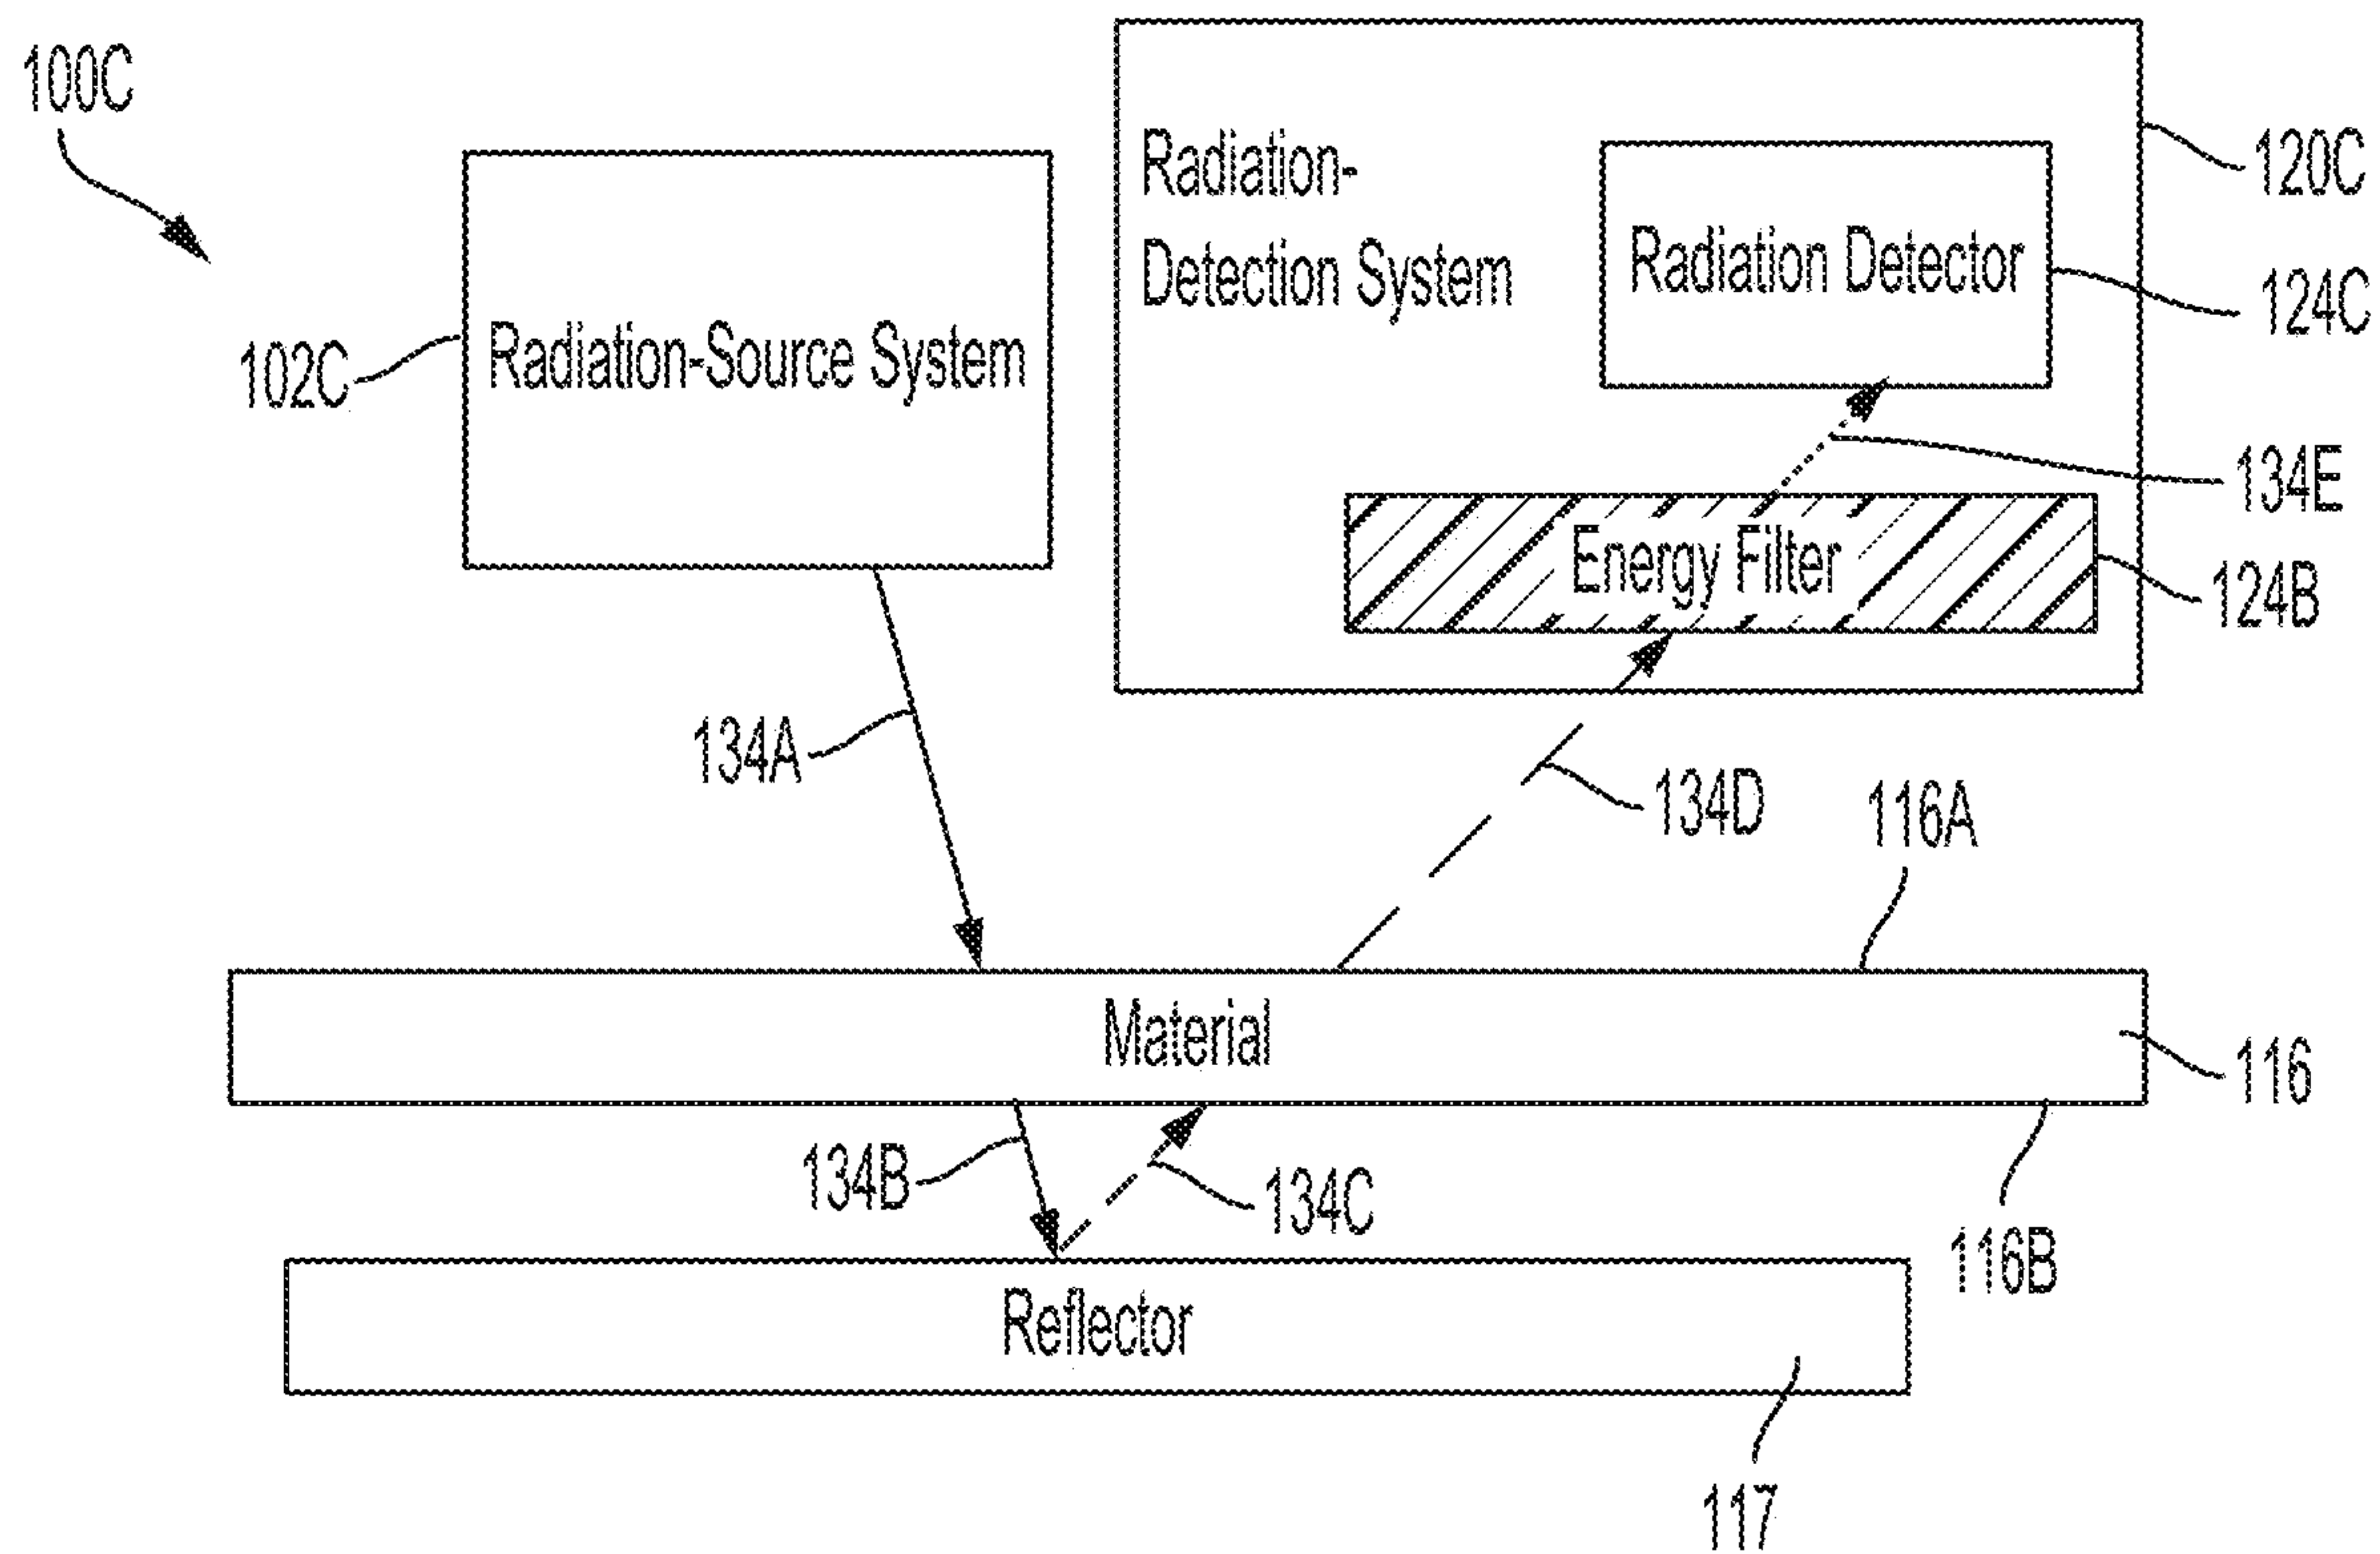 100C
Radiation-
Detection System
120C
Radiation Detector
124C
102C
Radiation-Source System
134E
Energy Filter
124B
134A
134D
116A
Material
116
134B
134C
116B
Reflector
117